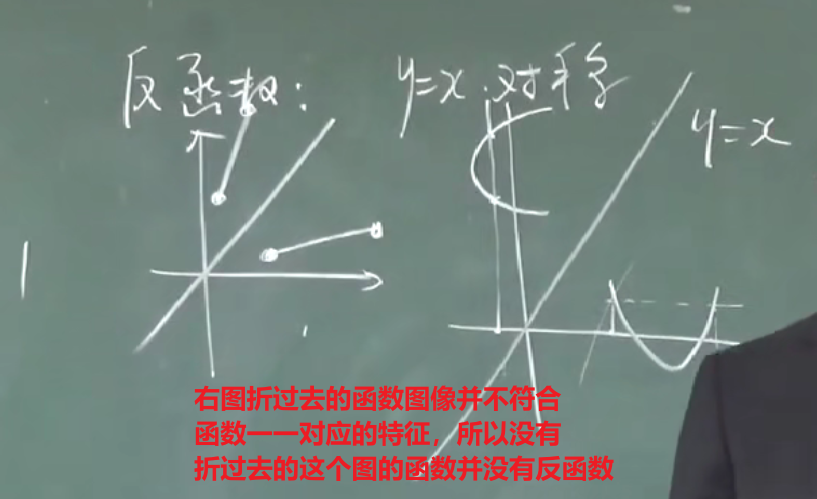 反函数: y=x 对称
y=x
右图折过去的函数图像并不符合
函数一一对应的特征，所以没有
折过去的这个图的函数并没有反函数